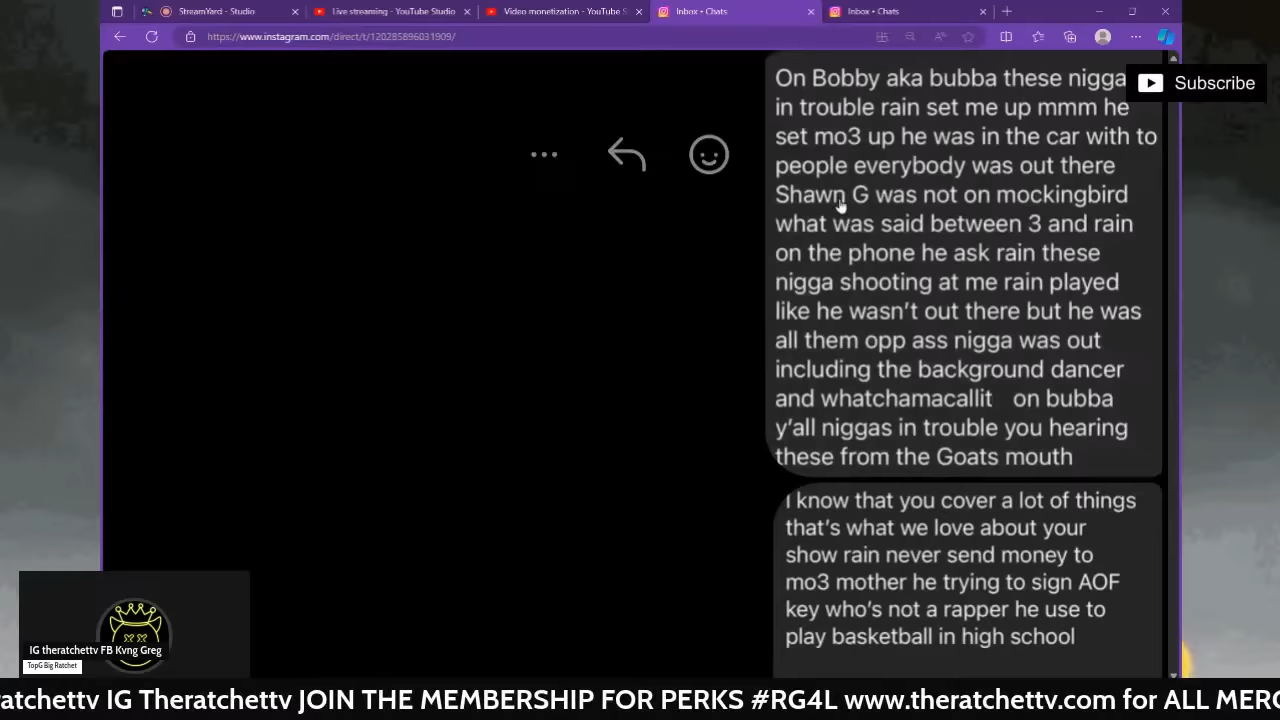 StreamYard - Studio
Live streaming - YouTube Studio
Video monetization - YouTube S
Inbox • Chats
Inbox • Chats
https://www.instagram.com/direct/t/120285896031909/
Subscribe
On Bobby aka bubba these nigga
in trouble rain set me up mmm he
set mo3 up he was in the car with to
people everybody was out there
Shawn G was not on mockingbird
what was said between 3 and rain
on the phone he ask rain these
nigga shooting at me rain played
like he wasn't out there but he was
all them opp ass nigga was out
including the background dancer
and whatchamacallit on bubba
y'all niggas in trouble you hearing
these from the Goats mouth
I know that you cover a lot of things
that's what we love about your
show rain never send money to
mo3 mother he trying to sign AOF
key who's not a rapper he use to
play basketball in high school
IG theratchettv FB Kvng Greg
TopG Big Ratchet
ratchettv IG Theratchettv JOIN THE MEMBERSHIP FOR PERKS #RG4L www.theratchettv.com for ALL MERC